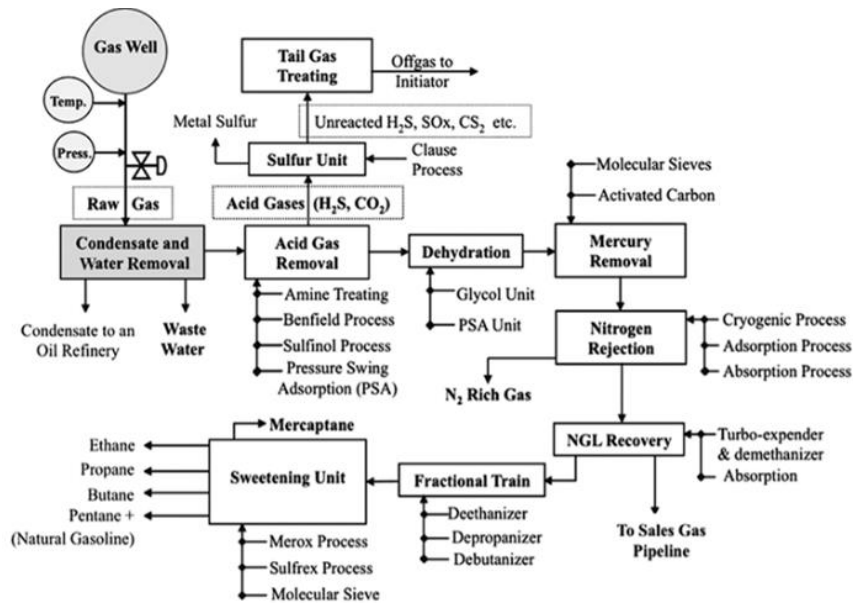 Gas Well
Temp.
Press.
Raw Gas
Condensate and
Water Removal
Condensate to an
Oil Refinery
Waste
Water
Tail Gas
Treating
Offgas to
Initiator
Unreacted H₂S, SOx, CS₂ etc.
Metal Sulfur
Sulfur Unit
Clause
Process
Acid Gases (H₂S, CO₂)
Acid Gas
Removal
Amine Treating
Benfield Process
Sulfinol Process
Pressure Swing
Adsorption (PSA)
Dehydration
Glycol Unit
PSA Unit
Molecular Sieves
Activated Carbon
Mercury
Removal
Nitrogen
Rejection
Cryogenic Process
Adsorption Process
Absorption Process
N₂ Rich Gas
NGL Recovery
Turbo-expender
& demethanizer
Absorption
To Sales Gas
Pipeline
Fractional Train
Deethanizer
Depropanizer
Debutanizer
Mercaptane
Sweetening Unit
Ethane
Propane
Butane
Pentane +
(Natural Gasoline)
Merox Process
Sulfrex Process
Molecular Sieve